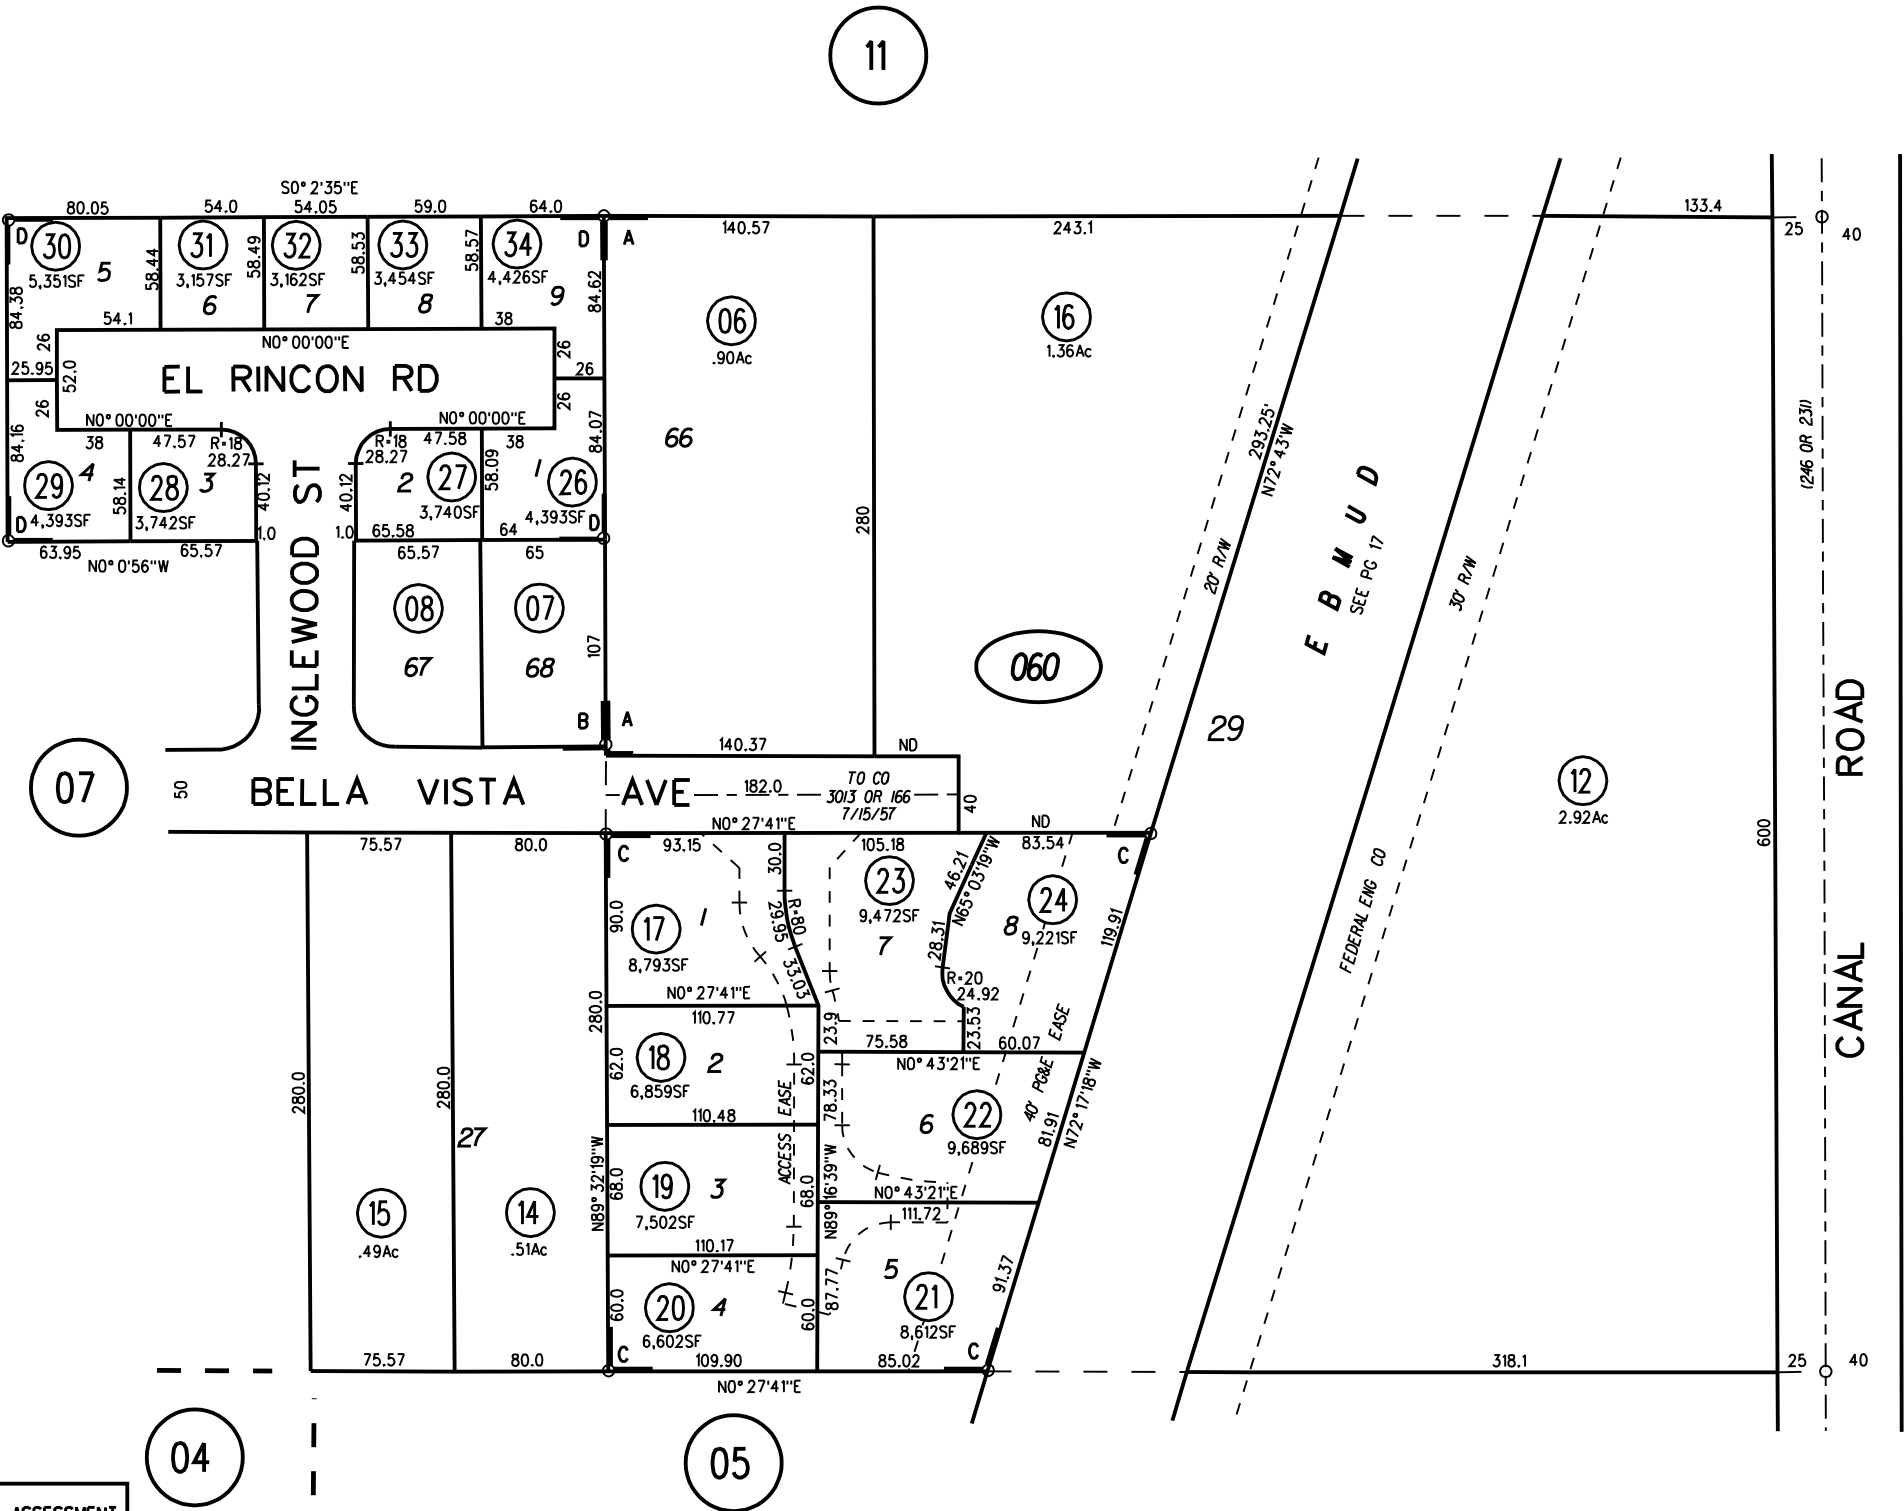 11
S0° 2'35"E
80.05 54.0 54.05 59.0 64.0
140.57 243.1 133.4
25 40
D 30 31 32 33 34 D A
5,351SF 5 3,157SF 3,162SF 3,454SF 4,426SF
6 7 8 9
58.44 58.49 58.53 58.57
84.38 84.62
54.1 38
26 N0° 00'00"E 26
25.95 52.0 EL RINCON RD 26
26 N0° 00'00"E N0° 00'00"E 26
38 47.57 R=18 28.27
R=18 28.27 47.58 38
84.16 84.07
29 4 28 3 2 27 1 26
58.14 40.12 40.12 58.09
D 4,393SF 3,742SF 3,740SF 4,393SF D
1.0 1.0 65.58 64
63.95 65.57 65.57 65
N0° 0'56"W
INGLEWOOD ST
08 07
67 68
107
B A
06
.90Ac
66
280
16
1.36Ac
293.25'
N72° 43'W
20' R/W
E B M U D
SEE PG 17
30' R/W
FEDERAL ENG CO
(246 OR 231)
060
29
12
2.92Ac
600
CANAL ROAD
140.37 ND
07
50
BELLA VISTA AVE
182.0
TO CO
3013 OR 166
7/15/57
40
N0° 27'41"E ND
75.57 80.0 93.15 105.18 83.54
C C
30.0
90.0
17 1
8,793SF
R=80
29.95
33.03
23
9,472SF
7
46.21
N65° 03'19"W
28.31
R=20
24.92
23.53
24
8 9,221SF
119.91
N0° 27'41"E
110.77
280.0
23.9
75.58 60.07
N0° 43'21"E
40' PG&E EASE
18 2
6,859SF
62.0 62.0
110.48
78.33
6 22
9,689SF
81.91
N72° 17'18"W
280.0 280.0
27
ACCESS EASE
N89° 32'19"W
N89° 16'39"W
19 3
7,502SF
68.0 68.0
N0° 43'21"E
111.72
110.17
N0° 27'41"E
15
.49Ac
14
.51Ac
20 4
6,602SF
60.0 60.0
87.77
5 21
8,612SF
91.37
C C
75.57 80.0 109.90 85.02 318.1 25 40
N0° 27'41"E
04 05
ASSESSMENT